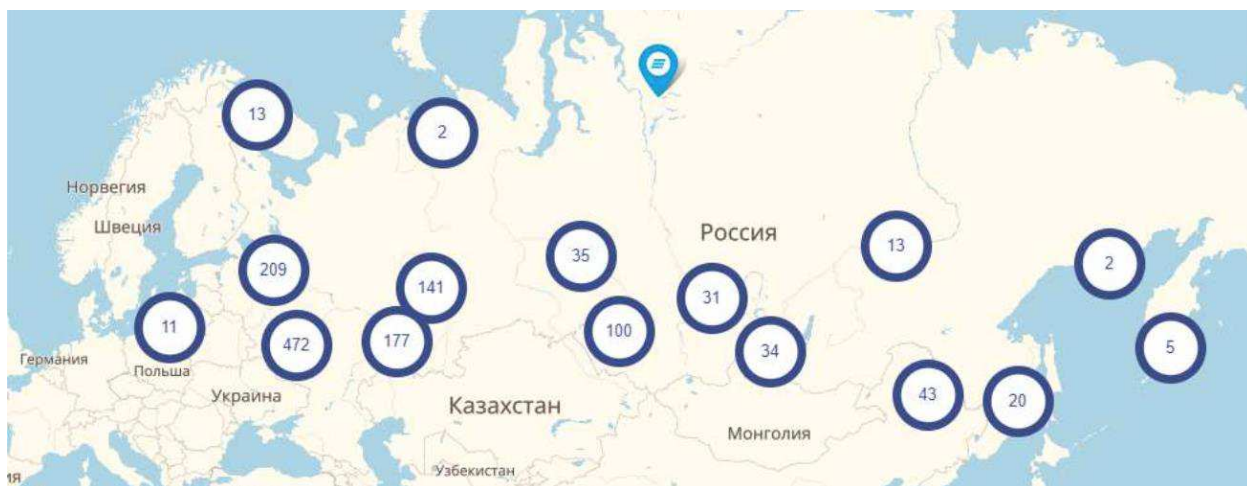 13
2
Норвегия
Швеция
Россия
13
209
35
2
141
31
11
472
177
100
34
5
Германия
Польша
Украина
Казахстан
43
20
Монголия
Узбекистан
ия